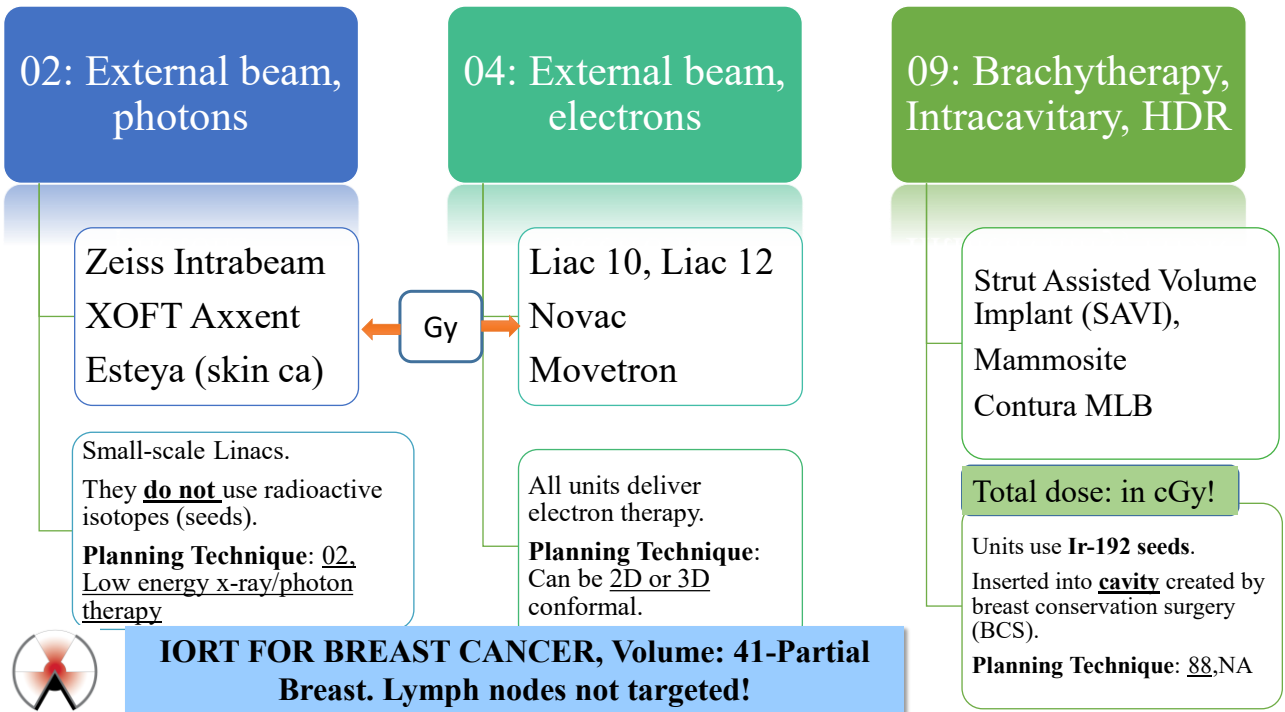 02: External beam,
photons
Zeiss Intrabeam
XOFT Axxent
Esteya (skin ca)
Small-scale Linacs.
They do not use radioactive
isotopes (seeds).
Planning Technique: 02,
Low energy x-ray/photon
therapy
Gy
04: External beam,
electrons
Liac 10, Liac 12
Novac
Movetron
All units deliver
electron therapy.
Planning Technique:
Can be 2D or 3D
conformal.
09: Brachytherapy,
Intracavitary, HDR
Strut Assisted Volume
Implant (SAVI),
Mammosite
Contura MLB
Total dose: in cGy!
Units use Ir-192 seeds.
Inserted into cavity created by
breast conservation surgery
(BCS).
Planning Technique: 88,NA
IORT FOR BREAST CANCER, Volume: 41-Partial
Breast. Lymph nodes not targeted!